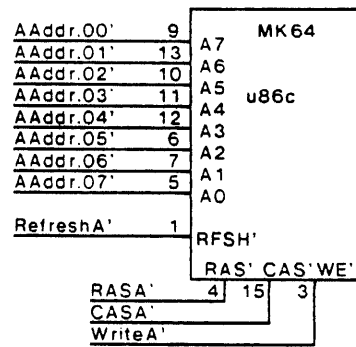 AAddr.00' 9 MK64
AAddr.01' 13 A7
AAddr.02' 10 A6
AAddr.03' 11 A5 u86c
AAddr.04' 12 A4
AAddr.05' 6 A3
AAddr.06' 7 A2
AAddr.07' 5 A1
A0
RefreshA' 1
RFSH'
RAS' CAS' WE'
RASA' 4 15 3
CASA'
WriteA'